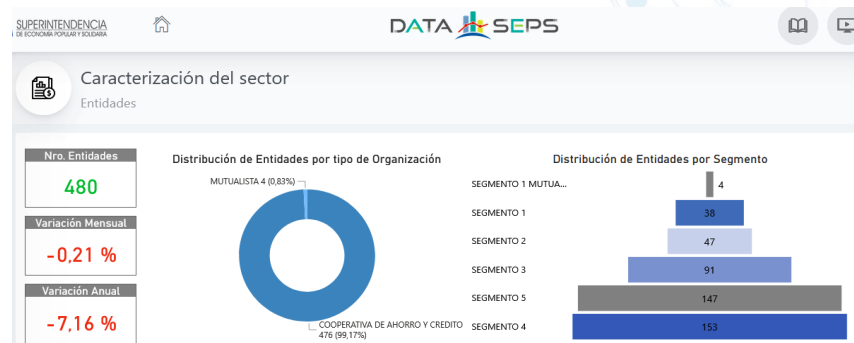 SUPERINTENDENCIA
DE ECONOMÍA POPULAR Y SOLIDARIA
DATA SEPS
Caracterización del sector
Entidades
Nro. Entidades
480
Variación Mensual
-0,21 %
Variación Anual
-7,16 %
Distribución de Entidades por tipo de Organización
MUTUALISTA 4 (0,83%)
COOPERATIVA DE AHORRO Y CREDITO
476 (99,17%)
Distribución de Entidades por Segmento
SEGMENTO 1 MUTUA... 4
SEGMENTO 1 38
SEGMENTO 2 47
SEGMENTO 3 91
SEGMENTO 5 147
SEGMENTO 4 153